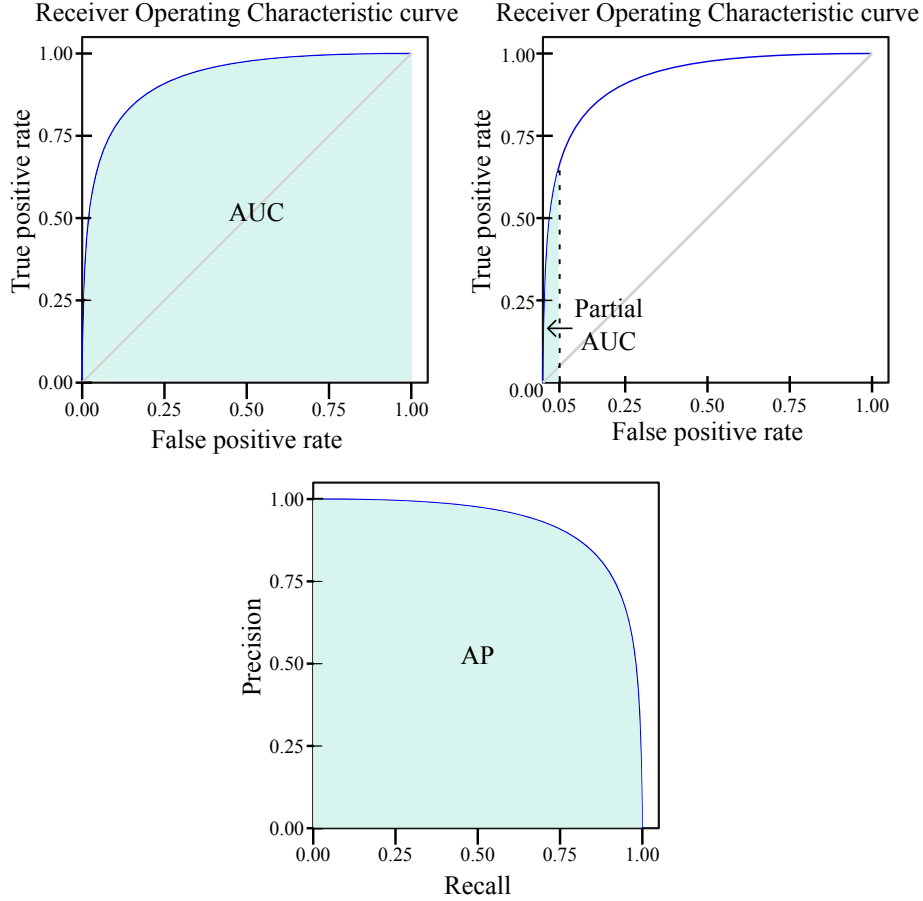 Receiver Operating Characteristic curve
True positive rate
1.00
0.75
0.50
0.25
0.00
AUC
0.00 0.25 0.50 0.75 1.00
False positive rate
Receiver Operating Characteristic curve
True positive rate
1.00
0.75
0.50
0.25
0.00
Partial
AUC
0.05 0.25 0.50 0.75 1.00
False positive rate
Precision
1.00
0.75
0.50
0.25
0.00
AP
0.00 0.25 0.50 0.75 1.00
Recall